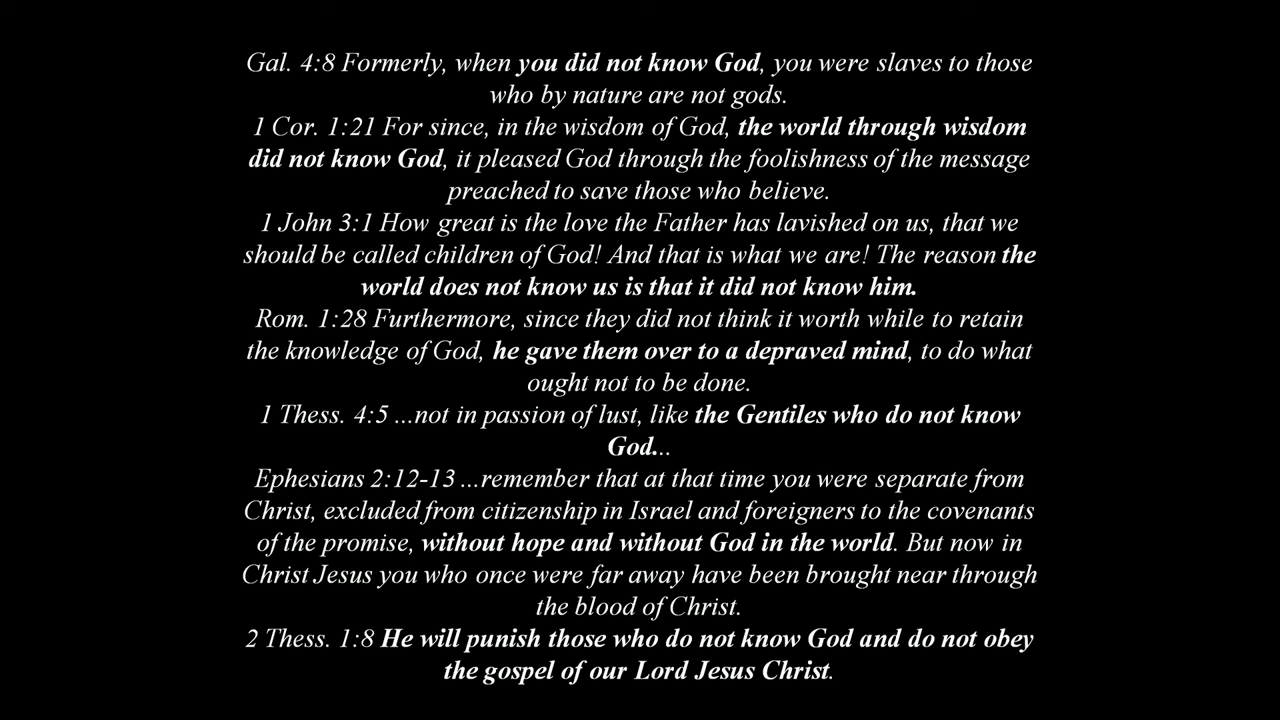 Gal. 4:8 Formerly, when you did not know God, you were slaves to those
who by nature are not gods.
1 Cor. 1:21 For since, in the wisdom of God, the world through wisdom
did not know God, it pleased God through the foolishness of the message
preached to save those who believe.
1 John 3:1 How great is the love the Father has lavished on us, that we
should be called children of God! And that is what we are! The reason the
world does not know us is that it did not know him.
Rom. 1:28 Furthermore, since they did not think it worth while to retain
the knowledge of God, he gave them over to a depraved mind, to do what
ought not to be done.
1 Thess. 4:5 ...not in passion of lust, like the Gentiles who do not know
God...
Ephesians 2:12-13 ...remember that at that time you were separate from
Christ, excluded from citizenship in Israel and foreigners to the covenants
of the promise, without hope and without God in the world. But now in
Christ Jesus you who once were far away have been brought near through
the blood of Christ.
2 Thess. 1:8 He will punish those who do not know God and do not obey
the gospel of our Lord Jesus Christ.